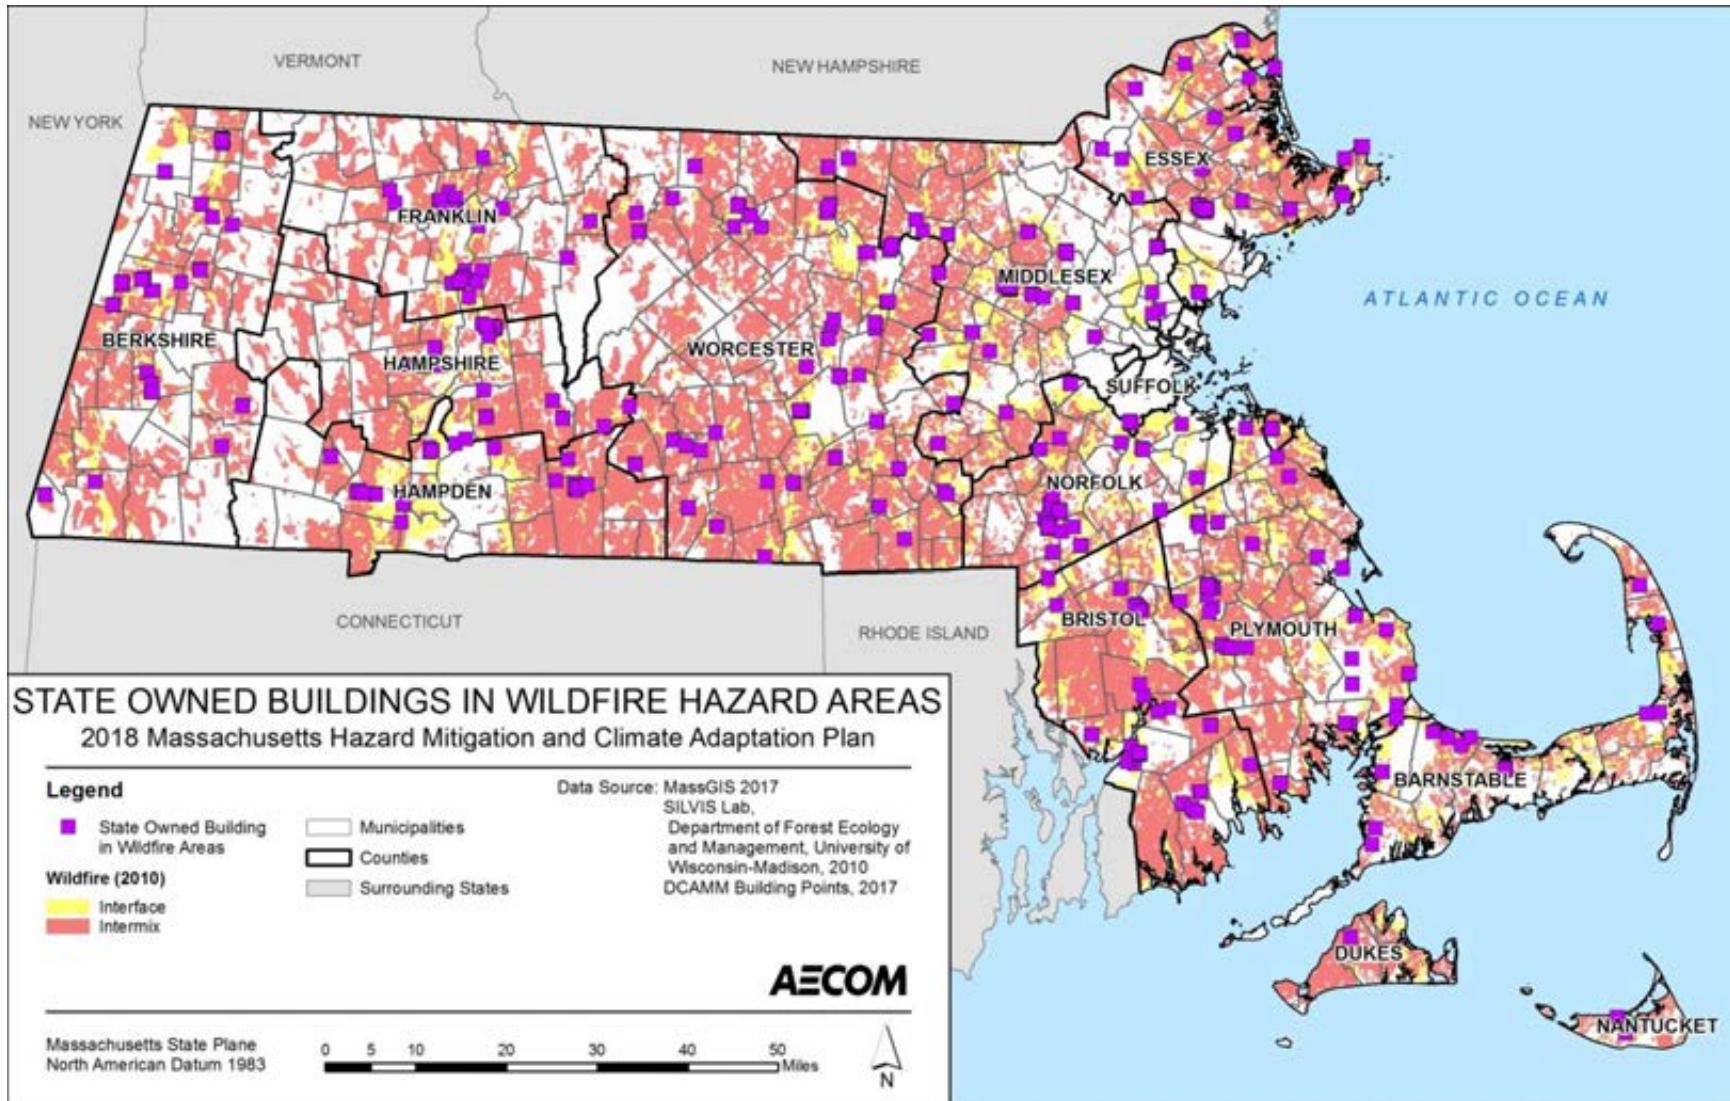 VERMONT
NEW HAMPSHIRE
NEW YORK
ESSEX
FRANKLIN
MIDDLESEX
ATLANTIC OCEAN
BERKSHIRE
HAMPSHIRE
WORCESTER
SUFFOLK
HAMPDEN
NORFOLK
CONNECTICUT
RHODE ISLAND
BRISTOL
PLYMOUTH
BARNSTABLE
DUKES
NANTUCKET
STATE OWNED BUILDINGS IN WILDFIRE HAZARD AREAS
2018 Massachusetts Hazard Mitigation and Climate Adaptation Plan
Legend
State Owned Building
in Wildfire Areas
Wildfire (2010)
Interface
Intermix
Municipalities
Counties
Surrounding States
Data Source: MassGIS 2017
SILVIS Lab,
Department of Forest Ecology
and Management, University of
Wisconsin-Madison, 2010
DCAMM Building Points, 2017
AECOM
Massachusetts State Plane
North American Datum 1983
0 5 10 20 30 40 50
Miles
N